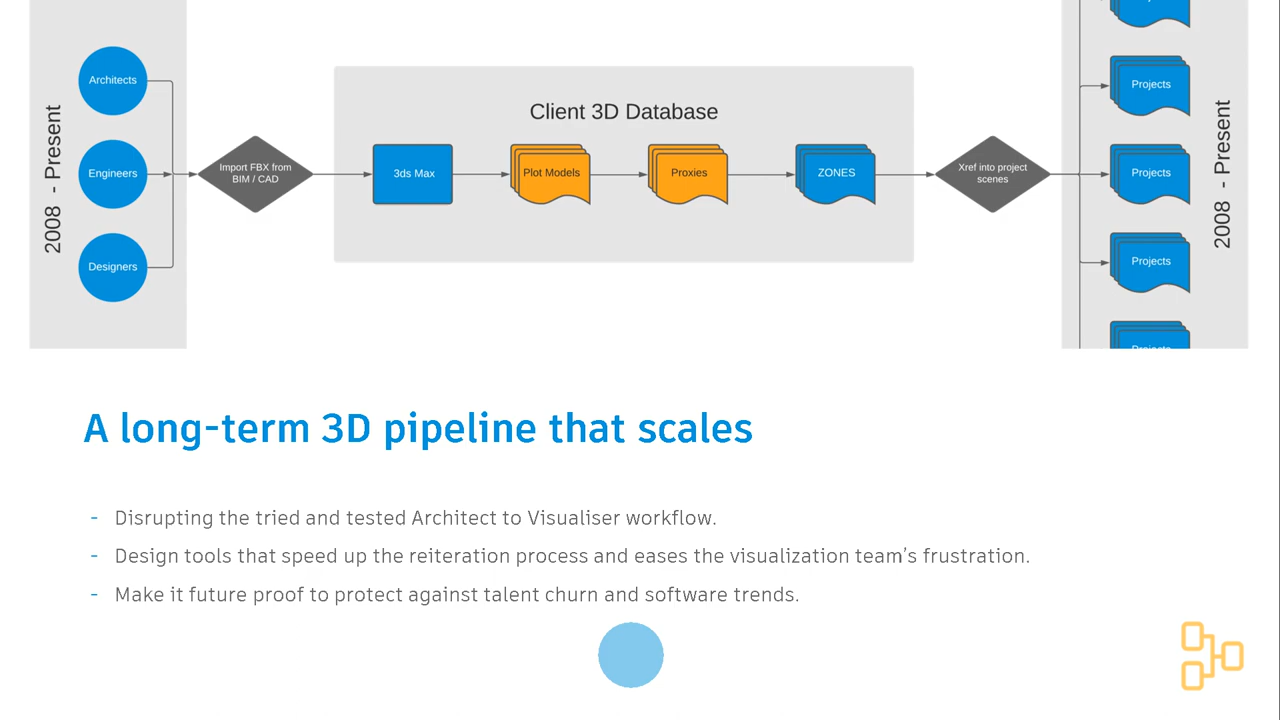 2008 - Present
Architects
Engineers
Designers
Import FBX from
BIM / CAD
Client 3D Database
3ds Max
Plot Models
Proxies
ZONES
Xref into project
scenes
Projects
Projects
Projects
2008 - Present
A long-term 3D pipeline that scales
- Disrupting the tried and tested Architect to Visualiser workflow.
- Design tools that speed up the reiteration process and eases the visualization team's frustration.
- Make it future proof to protect against talent churn and software trends.